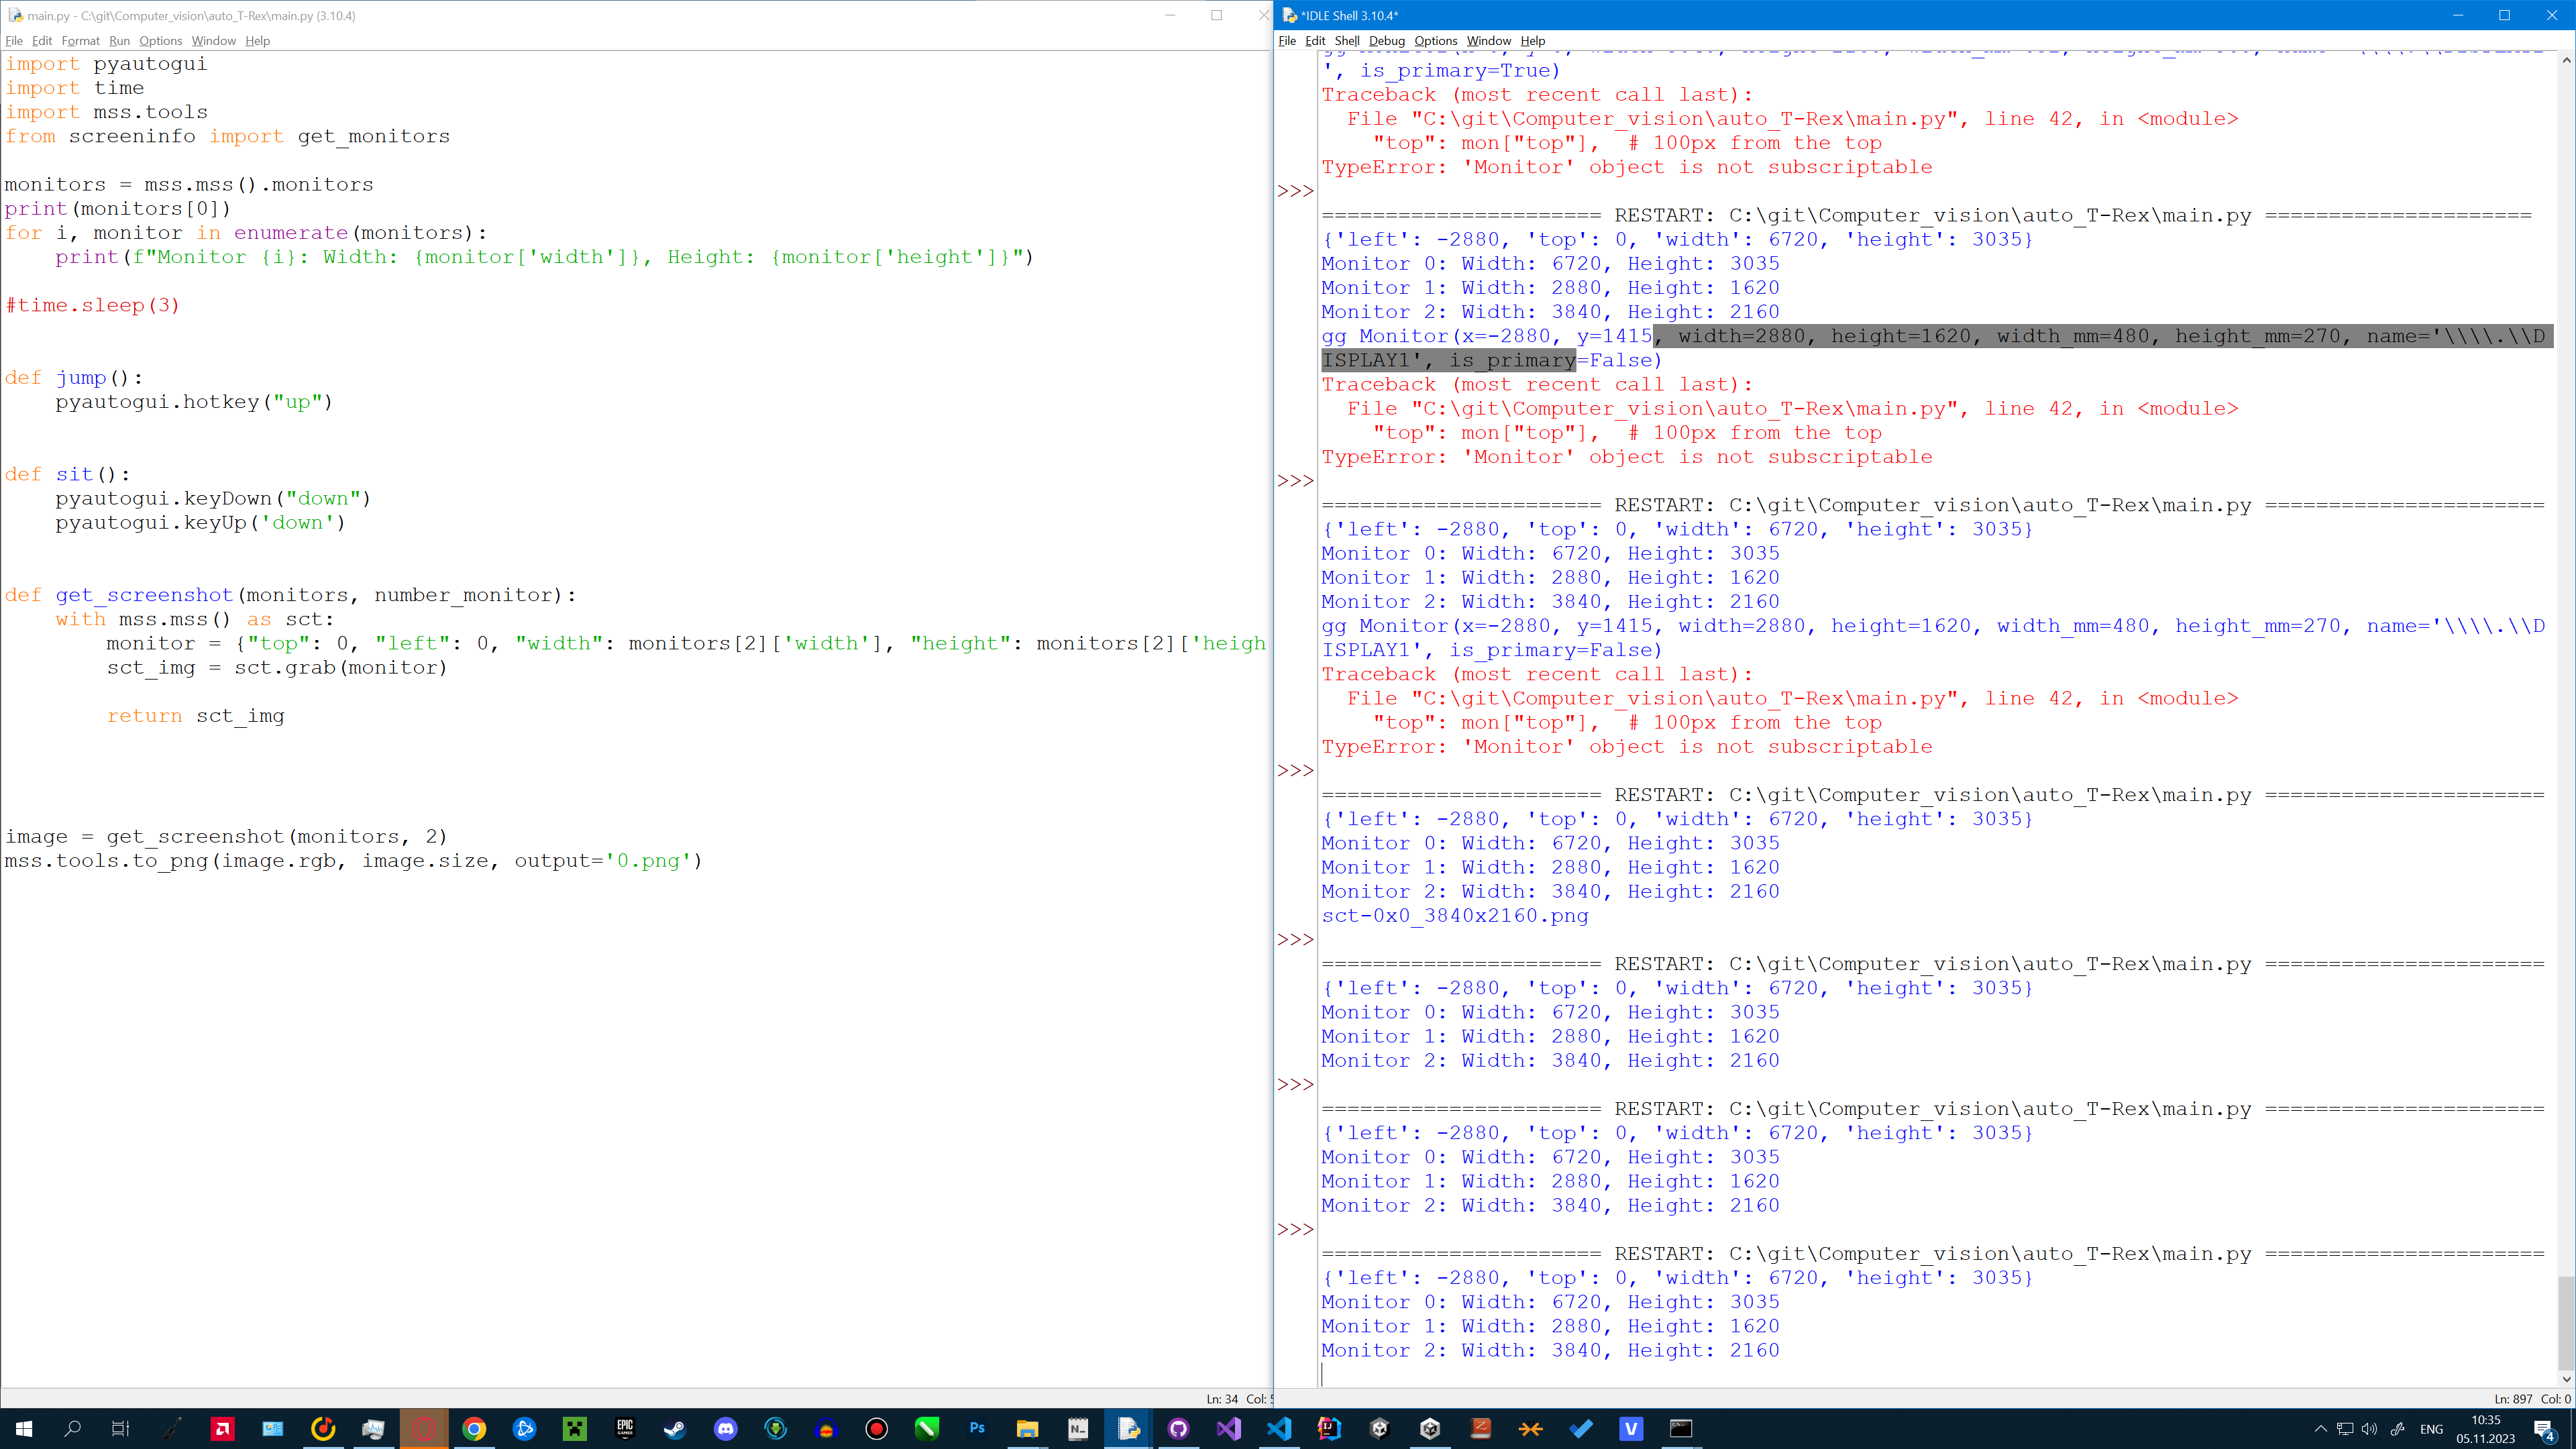 main.py - C:\git\Computer_vision\auto_T-Rex\main.py (3.10.4)
File Edit Format Run Options Window Help
import pyautogui
import time
import mss.tools
from screeninfo import get_monitors
monitors = mss.mss().monitors
print(monitors[0])
for i, monitor in enumerate(monitors):
    print(f"Monitor {i}: Width: {monitor['width']}, Height: {monitor['height']}")
#time.sleep(3)
def jump():
    pyautogui.hotkey("up")
def sit():
    pyautogui.keyDown("down")
    pyautogui.keyUp('down')
def get_screenshot(monitors, number_monitor):
    with mss.mss() as sct:
        monitor = {"top": 0, "left": 0, "width": monitors[2]['width'], "height": monitors[2]['heigh
        sct_img = sct.grab(monitor)
        return sct_img
image = get_screenshot(monitors, 2)
mss.tools.to_png(image.rgb, image.size, output='0.png')
Ln: 34 Col:
*IDLE Shell 3.10.4*
File Edit Shell Debug Options Window Help
', is_primary=True)
Traceback (most recent call last):
  File "C:\git\Computer_vision\auto_T-Rex\main.py", line 42, in <module>
    "top": mon["top"],  # 100px from the top
TypeError: 'Monitor' object is not subscriptable
>>>
====================== RESTART: C:\git\Computer_vision\auto_T-Rex\main.py =====================
{'left': -2880, 'top': 0, 'width': 6720, 'height': 3035}
Monitor 0: Width: 6720, Height: 3035
Monitor 1: Width: 2880, Height: 1620
Monitor 2: Width: 3840, Height: 2160
gg Monitor(x=-2880, y=1415, width=2880, height=1620, width_mm=480, height_mm=270, name='\\\\.\\D
ISPLAY1', is_primary=False)
Traceback (most recent call last):
  File "C:\git\Computer_vision\auto_T-Rex\main.py", line 42, in <module>
    "top": mon["top"],  # 100px from the top
TypeError: 'Monitor' object is not subscriptable
>>>
====================== RESTART: C:\git\Computer_vision\auto_T-Rex\main.py ======================
{'left': -2880, 'top': 0, 'width': 6720, 'height': 3035}
Monitor 0: Width: 6720, Height: 3035
Monitor 1: Width: 2880, Height: 1620
Monitor 2: Width: 3840, Height: 2160
gg Monitor(x=-2880, y=1415, width=2880, height=1620, width_mm=480, height_mm=270, name='\\\\.\\D
ISPLAY1', is_primary=False)
Traceback (most recent call last):
  File "C:\git\Computer_vision\auto_T-Rex\main.py", line 42, in <module>
    "top": mon["top"],  # 100px from the top
TypeError: 'Monitor' object is not subscriptable
>>>
====================== RESTART: C:\git\Computer_vision\auto_T-Rex\main.py ======================
{'left': -2880, 'top': 0, 'width': 6720, 'height': 3035}
Monitor 0: Width: 6720, Height: 3035
Monitor 1: Width: 2880, Height: 1620
Monitor 2: Width: 3840, Height: 2160
sct-0x0_3840x2160.png
>>>
====================== RESTART: C:\git\Computer_vision\auto_T-Rex\main.py ======================
{'left': -2880, 'top': 0, 'width': 6720, 'height': 3035}
Monitor 0: Width: 6720, Height: 3035
Monitor 1: Width: 2880, Height: 1620
Monitor 2: Width: 3840, Height: 2160
>>>
====================== RESTART: C:\git\Computer_vision\auto_T-Rex\main.py ======================
{'left': -2880, 'top': 0, 'width': 6720, 'height': 3035}
Monitor 0: Width: 6720, Height: 3035
Monitor 1: Width: 2880, Height: 1620
Monitor 2: Width: 3840, Height: 2160
>>>
====================== RESTART: C:\git\Computer_vision\auto_T-Rex\main.py ======================
{'left': -2880, 'top': 0, 'width': 6720, 'height': 3035}
Monitor 0: Width: 6720, Height: 3035
Monitor 1: Width: 2880, Height: 1620
Monitor 2: Width: 3840, Height: 2160
Ln: 897 Col: 0
EPIC GAMES
Ps
N
IJ
V
ENG
10:35
05.11.2023
4